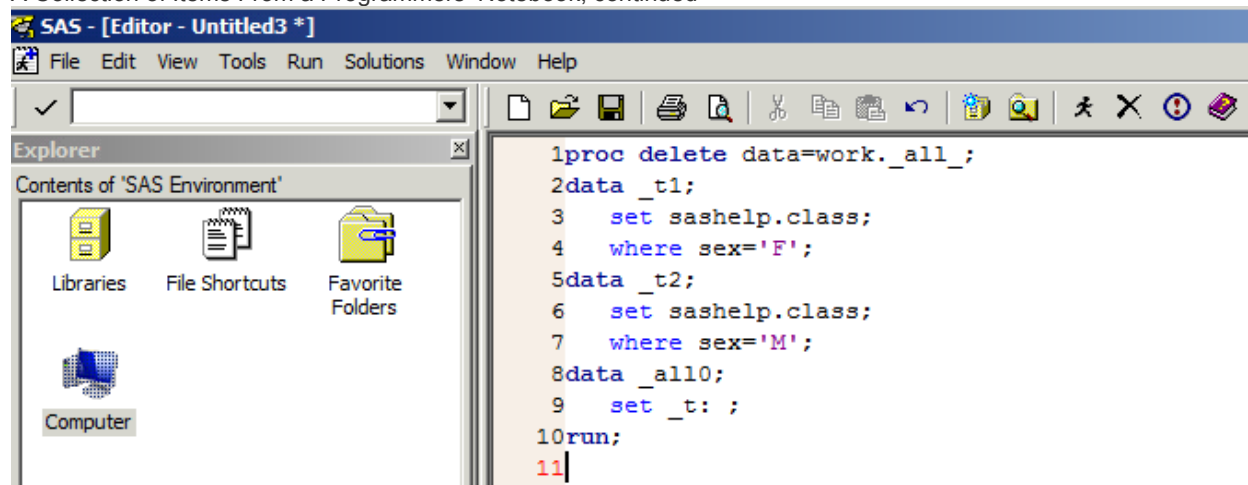 A Collection of Items From a Programmers' Notebook, continued
SAS - [Editor - Untitled3 *]
File Edit View Tools Run Solutions Window Help
Explorer
Contents of 'SAS Environment'
Libraries File Shortcuts Favorite Folders
Computer
1proc delete data=work._all_;
2data _t1;
3   set sashelp.class;
4   where sex='F';
5data _t2;
6   set sashelp.class;
7   where sex='M';
8data _all0;
9   set _t: ;
10run;
11